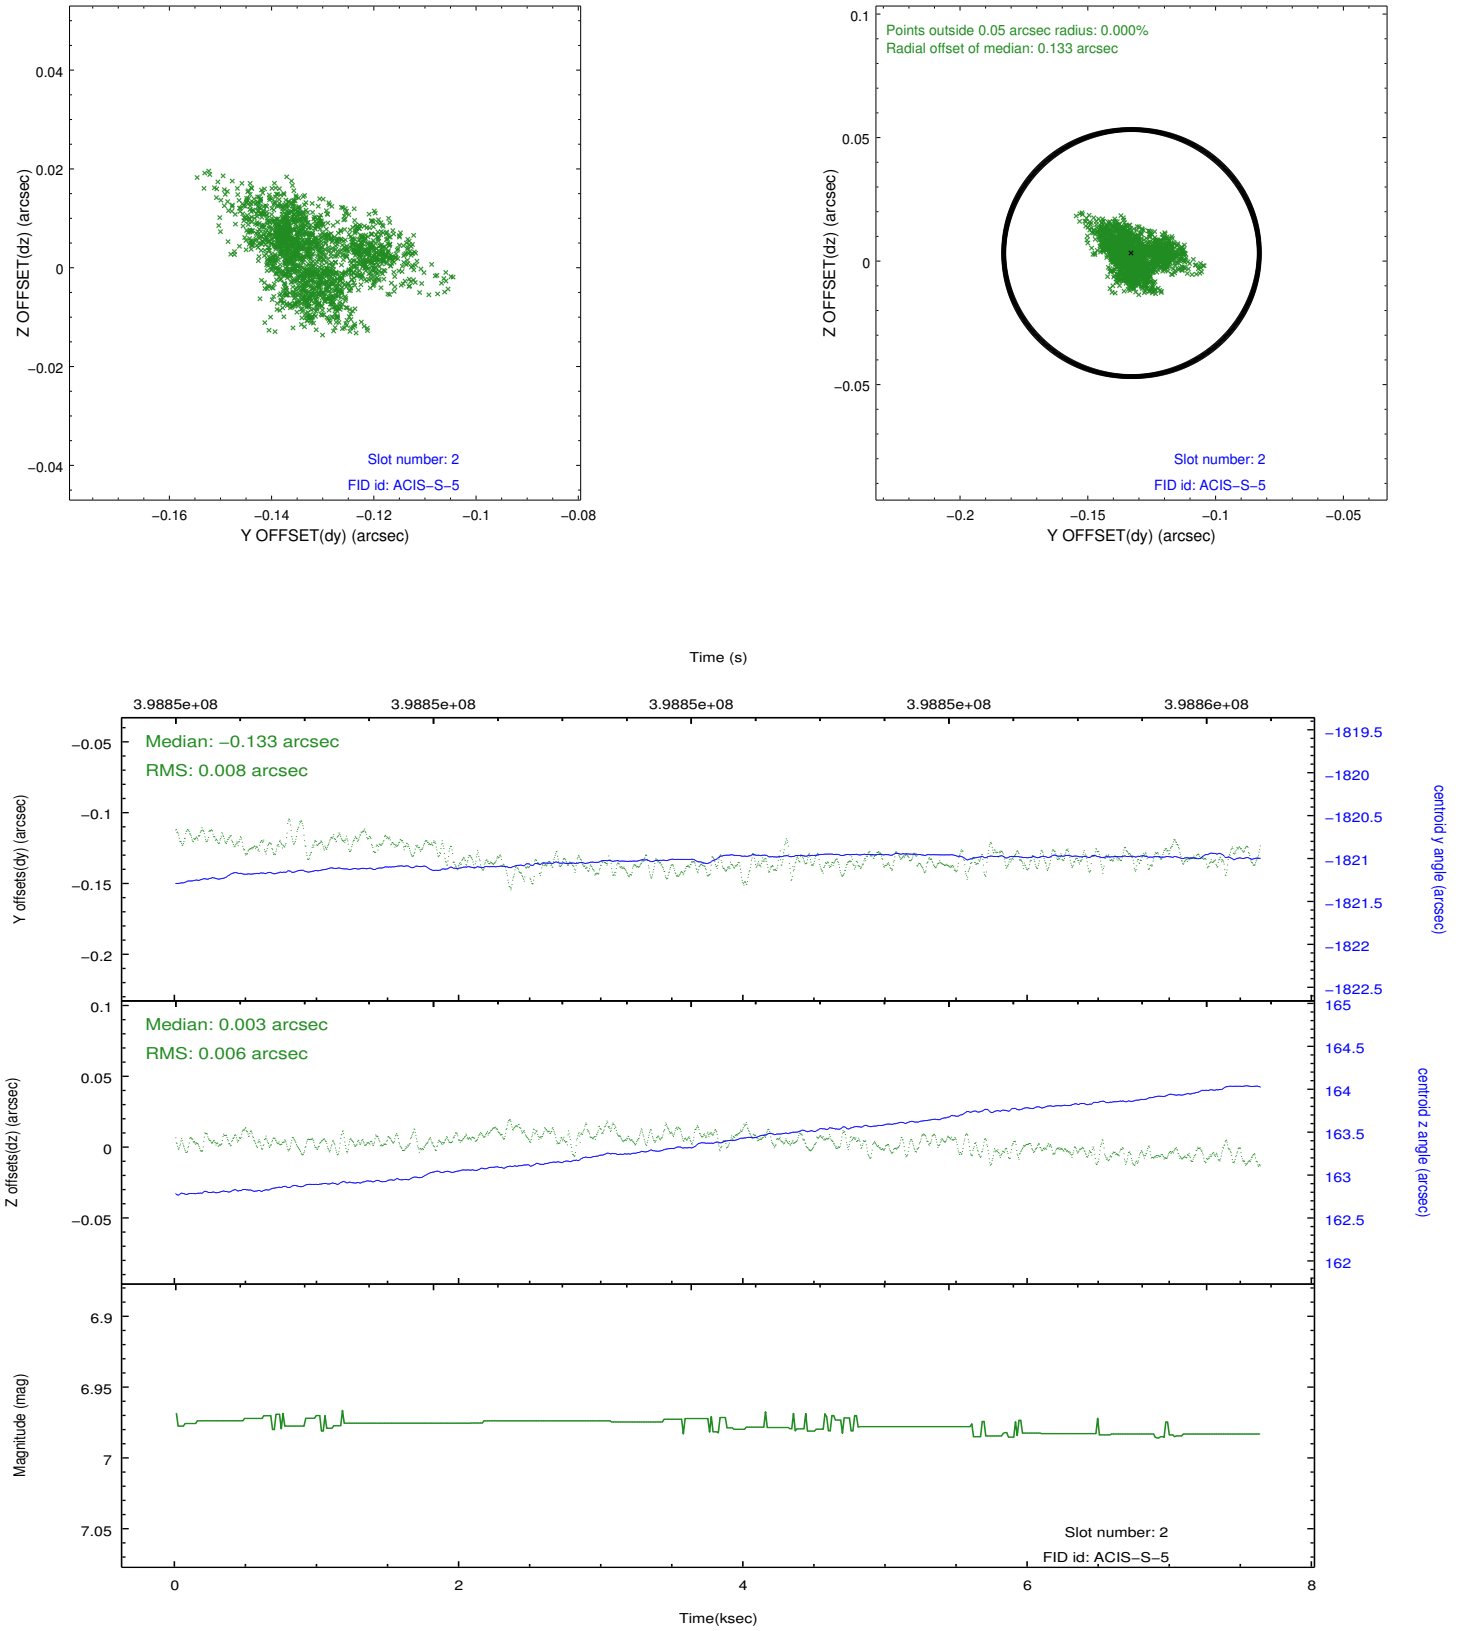 0.04
0.02
0
−0.02
−0.04
Z OFFSET(dz) (arcsec)
Slot number: 2
FID id: ACIS−S−5
−0.16
−0.14
−0.12
−0.1
−0.08
Y OFFSET(dy) (arcsec)
0.1
0.05
0
−0.05
Z OFFSET(dz) (arcsec)
Points outside 0.05 arcsec radius: 0.000%
Radial offset of median: 0.133 arcsec
Slot number: 2
FID id: ACIS−S−5
−0.2
−0.15
−0.1
−0.05
Y OFFSET(dy) (arcsec)
Time (s)
3.9885e+08
3.9885e+08
3.9885e+08
3.9885e+08
3.9886e+08
−0.05
−0.1
−0.15
−0.2
Y offsets(dy) (arcsec)
Median: −0.133 arcsec
RMS: 0.008 arcsec
−1819.5
−1820
−1820.5
−1821
−1821.5
−1822
−1822.5
centroid y angle (arcsec)
0.1
0.05
0
−0.05
Z offsets(dz) (arcsec)
Median: 0.003 arcsec
RMS: 0.006 arcsec
165
164.5
164
163.5
163
162.5
162
centroid z angle (arcsec)
6.9
6.95
7
7.05
Magnitude (mag)
Slot number: 2
FID id: ACIS−S−5
0
2
4
6
8
Time(ksec)